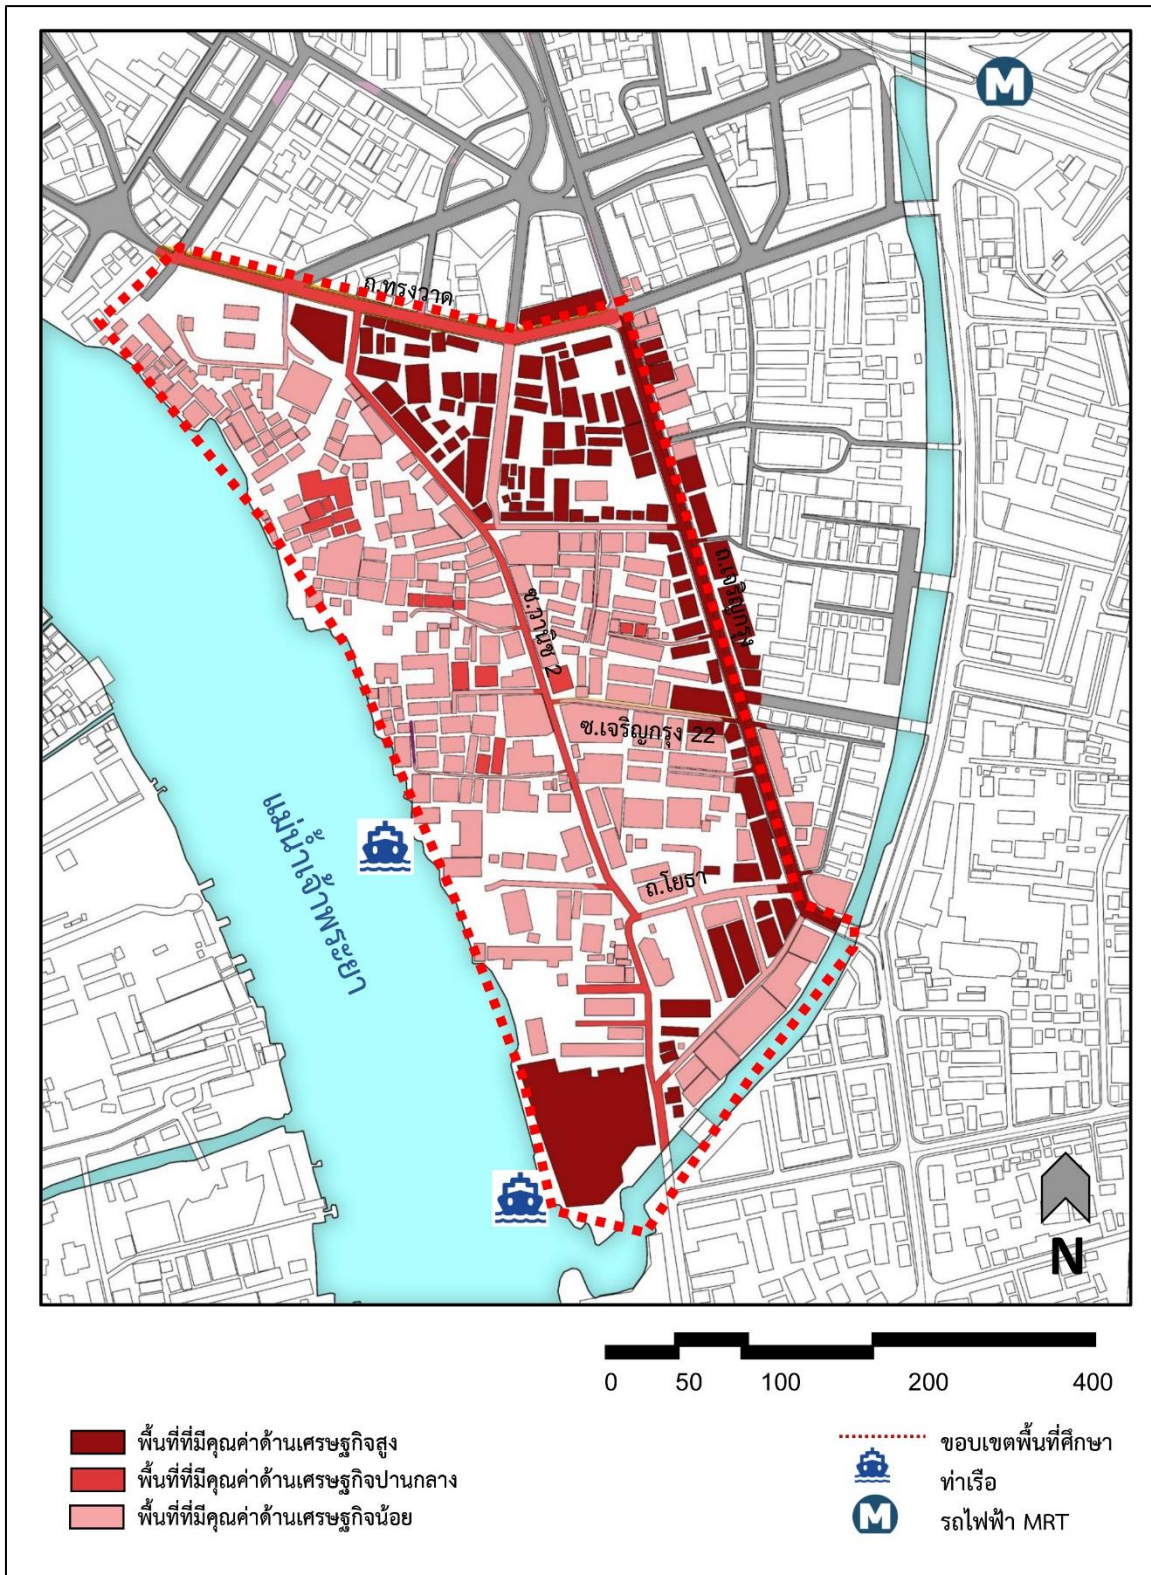 M
ถ.ทรงวาด
ถ.เจริญกรุง
ซ.วานิช 2
ซ.เจริญกรุง 22
ถ.โยธา
แม่น้ำเจ้าพระยา
N
0 50 100 200 400
พื้นที่ที่มีคุณค่าด้านเศรษฐกิจสูง
พื้นที่ที่มีคุณค่าด้านเศรษฐกิจปานกลาง
พื้นที่ที่มีคุณค่าด้านเศรษฐกิจน้อย
ขอบเขตพื้นที่ศึกษา
ท่าเรือ
M รถไฟฟ้า MRT